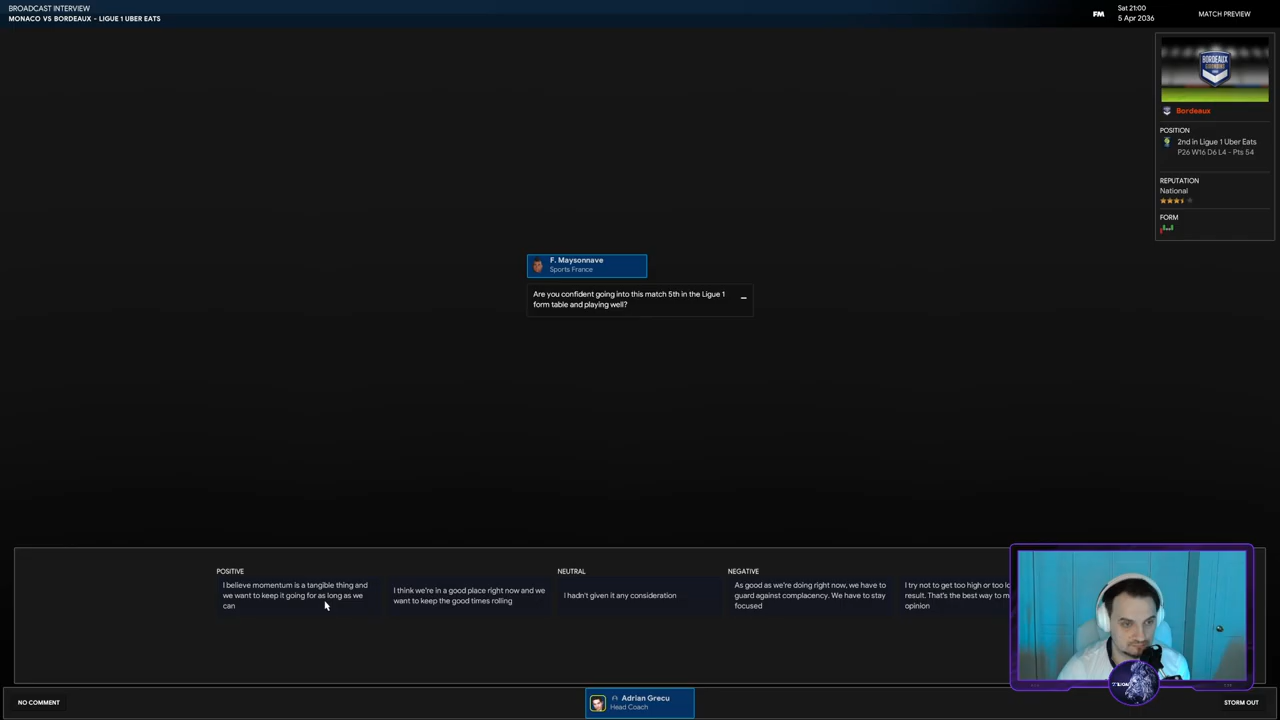 BROADCAST INTERVIEW
MONACO VS BORDEAUX - LIGUE 1 UBER EATS
FM
Sat 21:00
5 Apr 2036
MATCH PREVIEW
BORDEAUX
Bordeaux
POSITION
2nd in Ligue 1 Uber Eats
P26 W16 D6 L4 - Pts 54
REPUTATION
National
FORM
F. Maysonnave
Sports France
Are you confident going into this match 5th in the Ligue 1
form table and playing well?
POSITIVE
I believe momentum is a tangible thing and
we want to keep it going for as long as we
can
I think we're in a good place right now and we
want to keep the good times rolling
NEUTRAL
I hadn't given it any consideration
NEGATIVE
As good as we're doing right now, we have to
guard against complacency. We have to stay
focused
I try not to get too high or too
result. That's the best way to
opinion
NO COMMENT
Adrian Grecu
Head Coach
STORM OUT